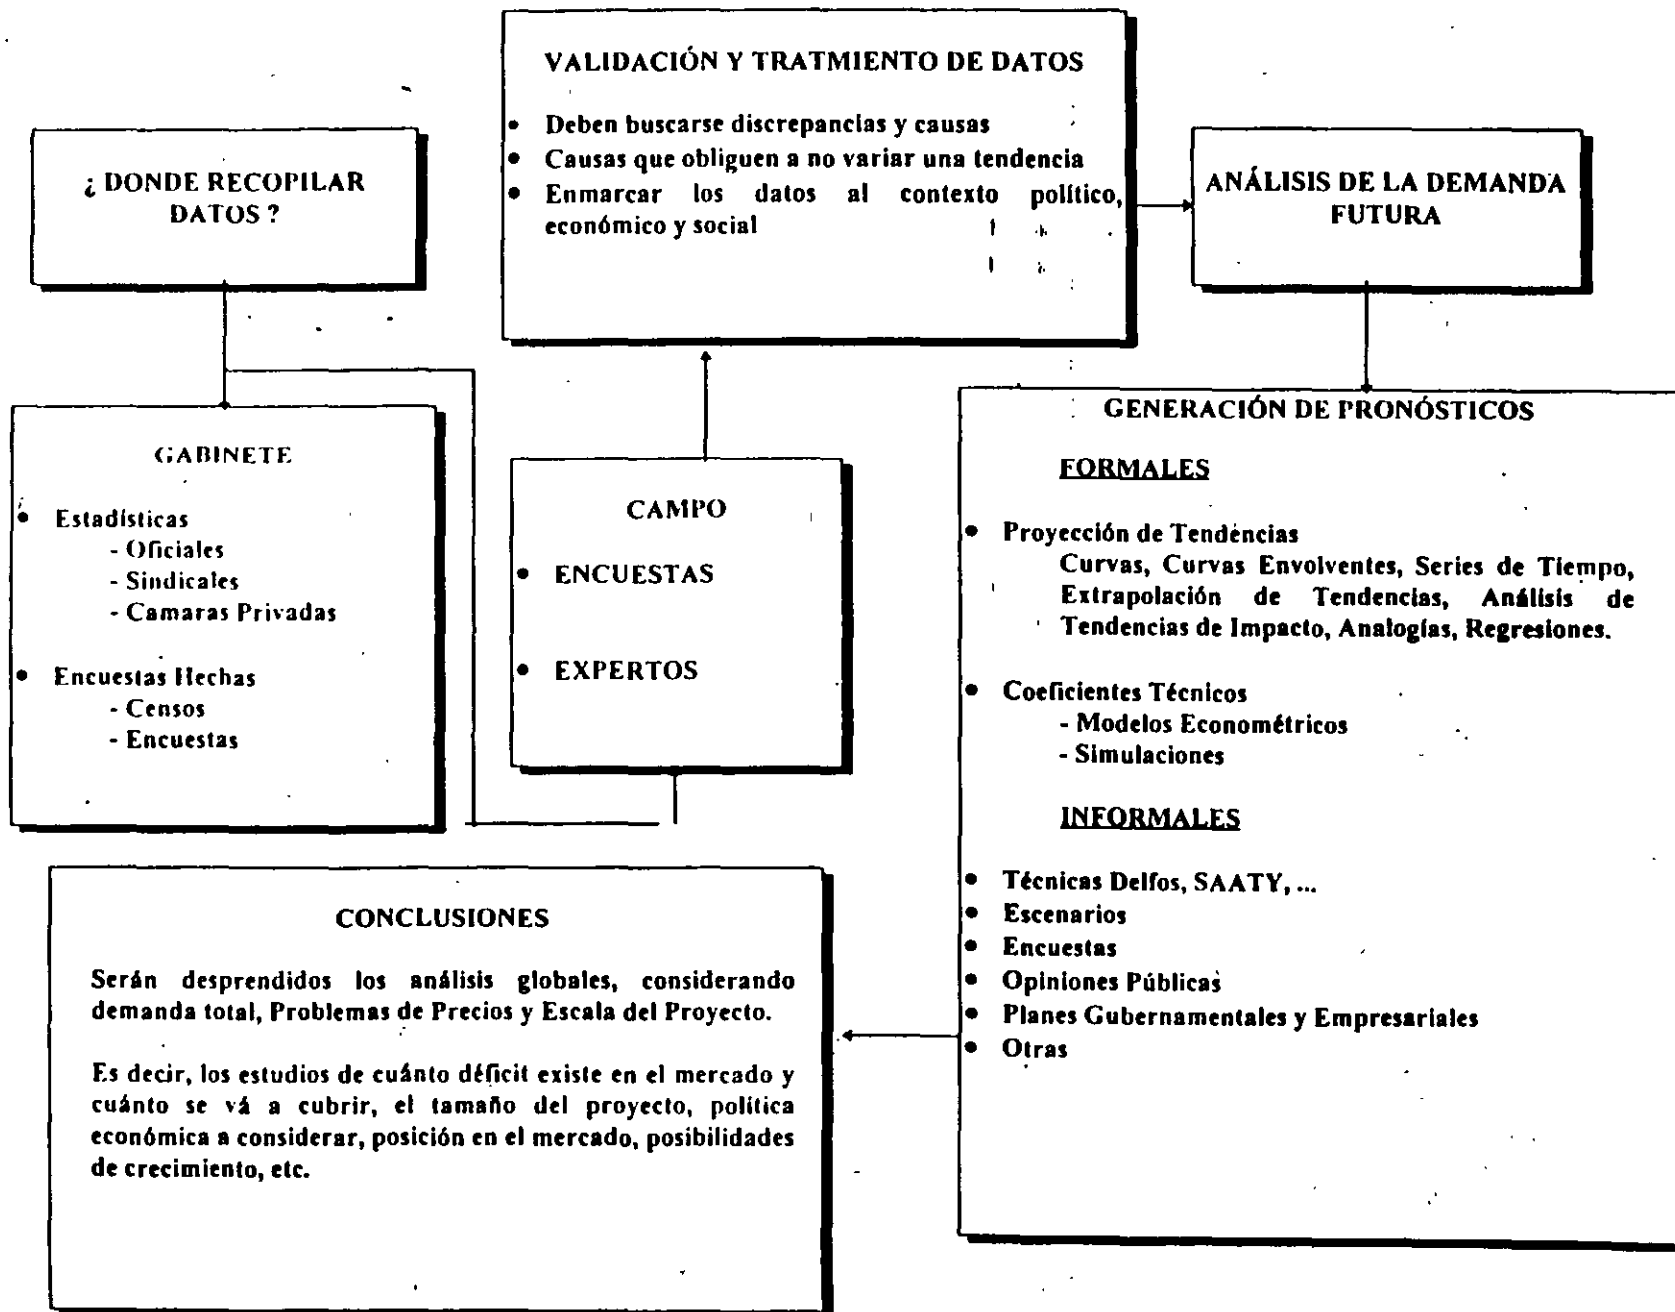 ¿ DONDE RECOPILAR
DATOS ?
GABINETE
• Estadísticas
- Oficiales
- Sindicales
- Camaras Privadas
• Encuestas Hechas
- Censos
- Encuestas
CAMPO
• ENCUESTAS
• EXPERTOS
VALIDACIÓN Y TRATMIENTO DE DATOS
• Deben buscarse discrepancias y causas
• Causas que obliguen a no variar una tendencia
• Enmarcar los datos al contexto político,
económico y social
ANÁLISIS DE LA DEMANDA
FUTURA
GENERACIÓN DE PRONÓSTICOS
FORMALES
• Proyección de Tendencias
Curvas, Curvas Envolventes, Series de Tiempo,
Extrapolación de Tendencias, Análisis de
Tendencias de Impacto, Analogías, Regresiones.
• Coeficientes Técnicos
- Modelos Econométricos
- Simulaciones
INFORMALES
• Técnicas Delfos, SAATY, ...
• Escenarios
• Encuestas
• Opiniones Públicas
• Planes Gubernamentales y Empresariales
• Otras
CONCLUSIONES
Serán desprendidos los análisis globales, considerando
demanda total, Problemas de Precios y Escala del Proyecto.
Es decir, los estudios de cuánto déficit existe en el mercado y
cuánto se vá a cubrir, el tamaño del proyecto, política
económica a considerar, posición en el mercado, posibilidades
de crecimiento, etc.